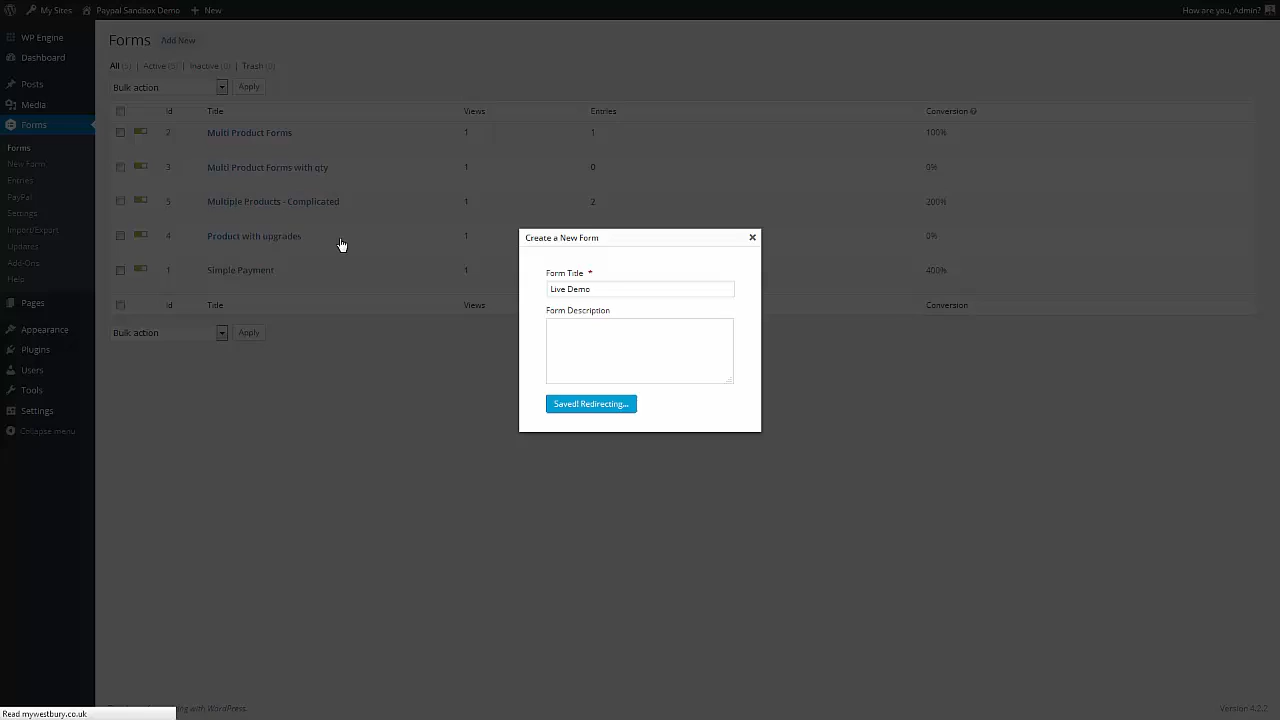 My Sites Paypal Sandbox Demo + New How are you, Admin?
WP Engine
Dashboard
Posts
Media
Forms
Forms
New Form
Entries
PayPal
Settings
Import/Export
Updates
Add-Ons
Help
Pages
Appearance
Plugins
Users
Tools
Settings
Collapse menu
Forms Add New
All (5) | Active (5) | Inactive (0) | Trash (0)
Bulk action Apply
Id Title Views Entries Conversion
2 Multi Product Forms 1 1 100%
3 Multi Product Forms with qty 1 0 0%
5 Multiple Products - Complicated 1 2 200%
4 Product with upgrades 1 0%
1 Simple Payment 400%
Id Title Views Conversion
Bulk action Apply
Create a New Form
Form Title *
Live Demo
Form Description
Saved! Redirecting...
with WordPress.
Version 4.2.2
Read mywestbury.co.uk